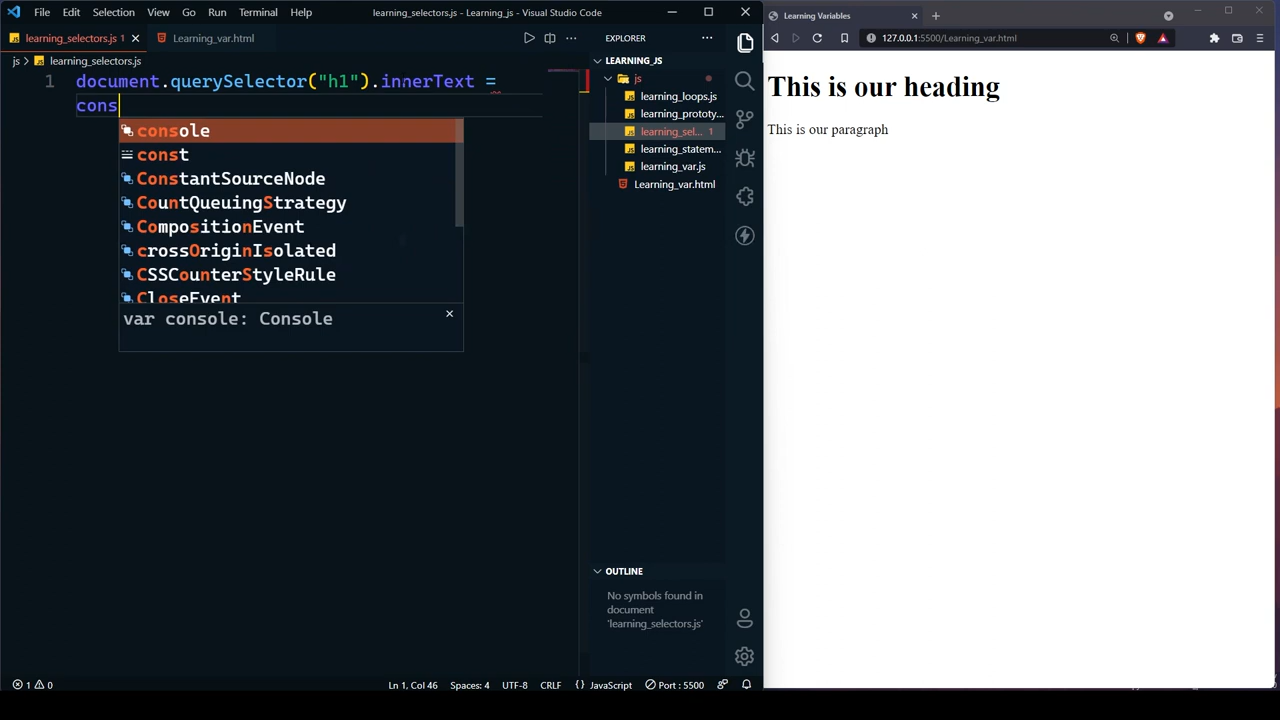 File Edit Selection View Go Run Terminal Help learning_selectors.js - Learning_js - Visual Studio Code
learning_selectors.js 1 Learning_var.html
js > learning_selectors.js
1 document.querySelector("h1").innerText =
cons
console
const
ConstantSourceNode
CountQueuingStrategy
CompositionEvent
crossOriginIsolated
CSSCounterStyleRule
CloseEvent
var console: Console
EXPLORER
LEARNING_JS
js
learning_loops.js
learning_prototy...
learning_sel... 1
learning_statem...
learning_var.js
Learning_var.html
OUTLINE
No symbols found in
document
'learning_selectors.js'
1 0 Ln 1, Col 46 Spaces: 4 UTF-8 CRLF {} JavaScript Port : 5500
Learning Variables
127.0.0.1:5500/Learning_var.html
This is our heading
This is our paragraph